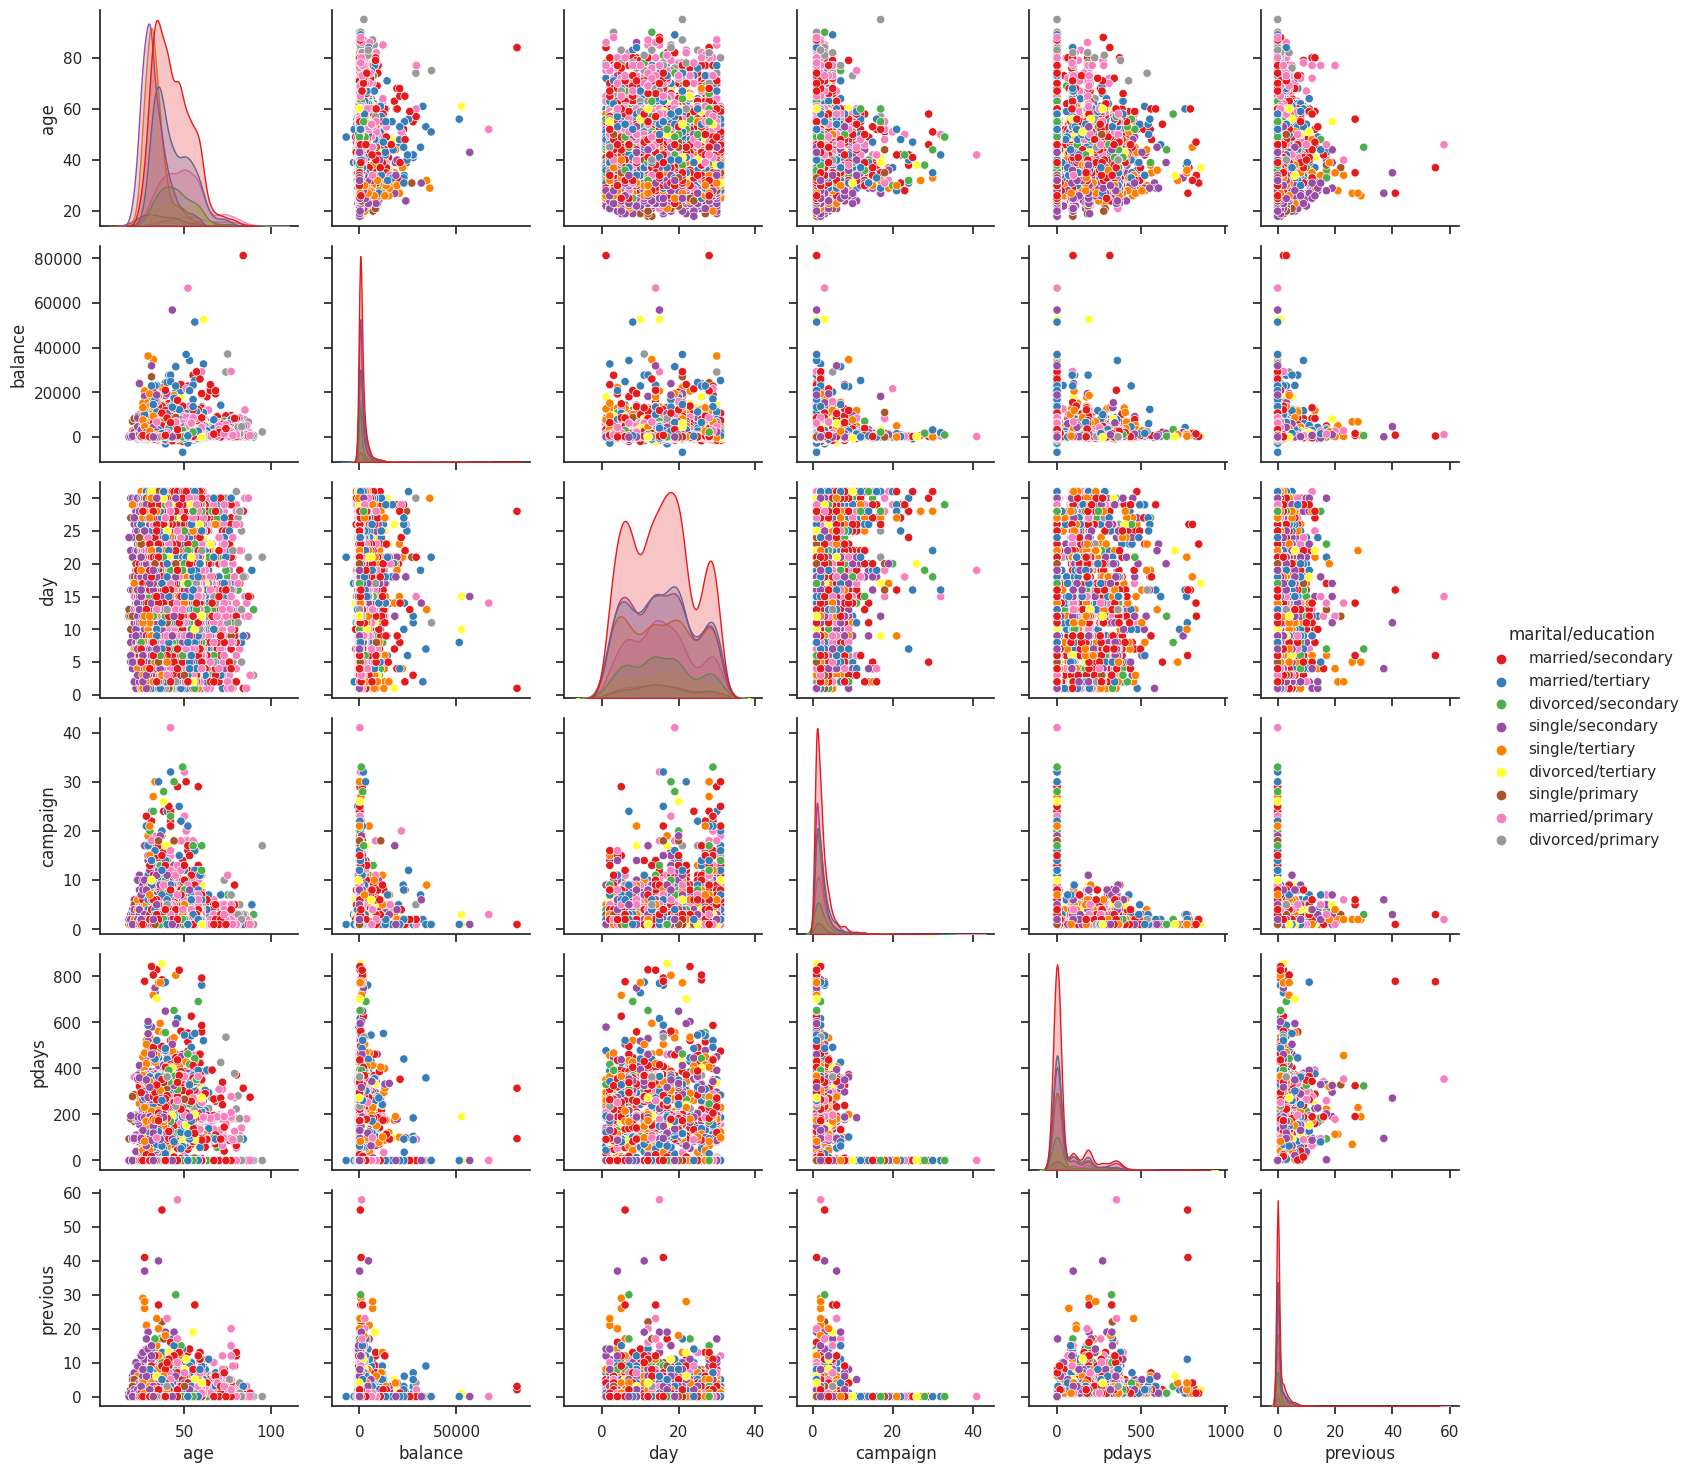 80
60
40
20
age
80000
60000
40000
20000
0
balance
30
25
20
15
10
5
0
day
40
30
20
10
0
campaign
800
600
400
200
0
pdays
60
50
40
30
20
10
0
previous
50 100
age
0 50000
balance
0 20 40
day
0 20 40
campaign
0 500 1000
pdays
0 20 40 60
previous
marital/education
married/secondary
married/tertiary
divorced/secondary
single/secondary
single/tertiary
divorced/tertiary
single/primary
married/primary
divorced/primary